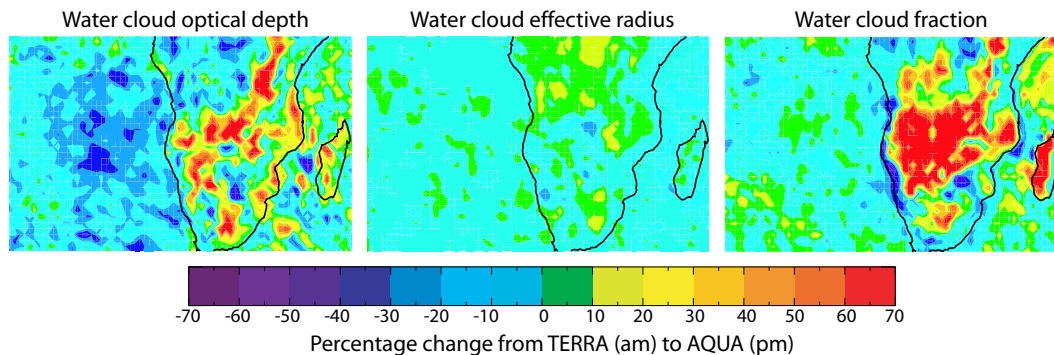 Water cloud optical depth Water cloud effective radius Water cloud fraction
-70 -60 -50 -40 -30 -20 -10 0 10 20 30 40 50 60 70
Percentage change from TERRA (am) to AQUA (pm)